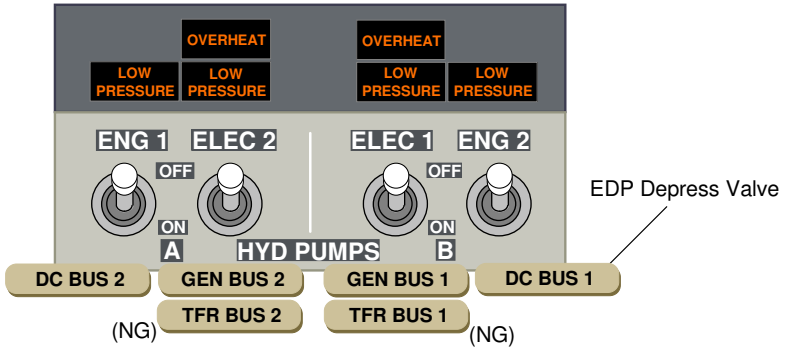 OVERHEAT OVERHEAT
LOW PRESSURE LOW PRESSURE LOW PRESSURE LOW PRESSURE
ENG 1 ELEC 2 ELEC 1 ENG 2
OFF OFF
EDP Depress Valve
ON ON
A HYD PUMPS B
DC BUS 2 GEN BUS 2 GEN BUS 1 DC BUS 1
TFR BUS 2 TFR BUS 1
(NG) (NG)